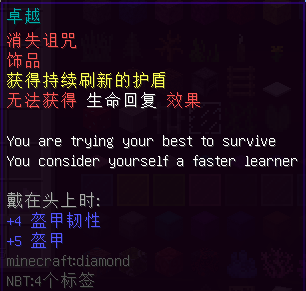 卓越
消失诅咒
饰品
获得持续刷新的护盾
无法获得 生命回复 效果
You are trying your best to survive
You consider yourself a faster learner
戴在头上时:
+4 盔甲韧性
+5 盔甲
minecraft:diamond
NBT:4个标签